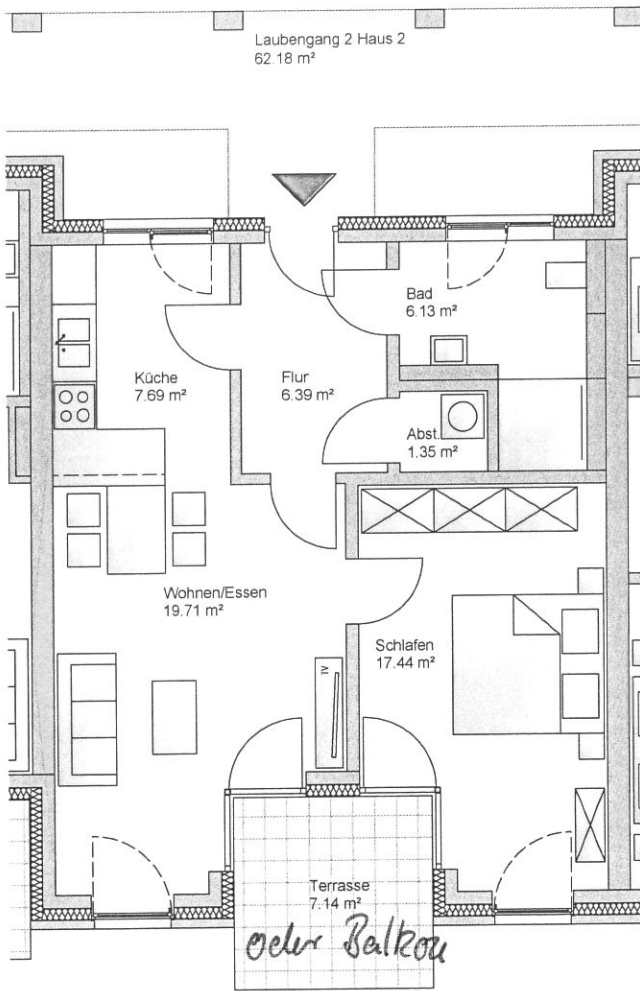 Laubengang 2 Haus 2
62.18 m²
Bad
6.13 m²
Küche
7.69 m²
Flur
6.39 m²
Abst.
1.35 m²
Wohnen/Essen
19.71 m²
Schlafen
17.44 m²
TV
Terrasse
7.14 m²
oder Balkon